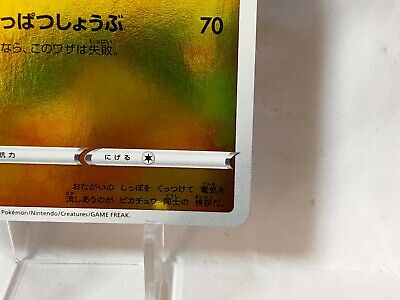 っぱつしょうぶ 70
なら、このワザは失敗。
抗力 にげる
おたがいの しっぽを くっつけて 電気を
流しあうのが ピカチュウ 同士の 挨拶だ。
Pokémon/Nintendo/Creatures/GAME FREAK.